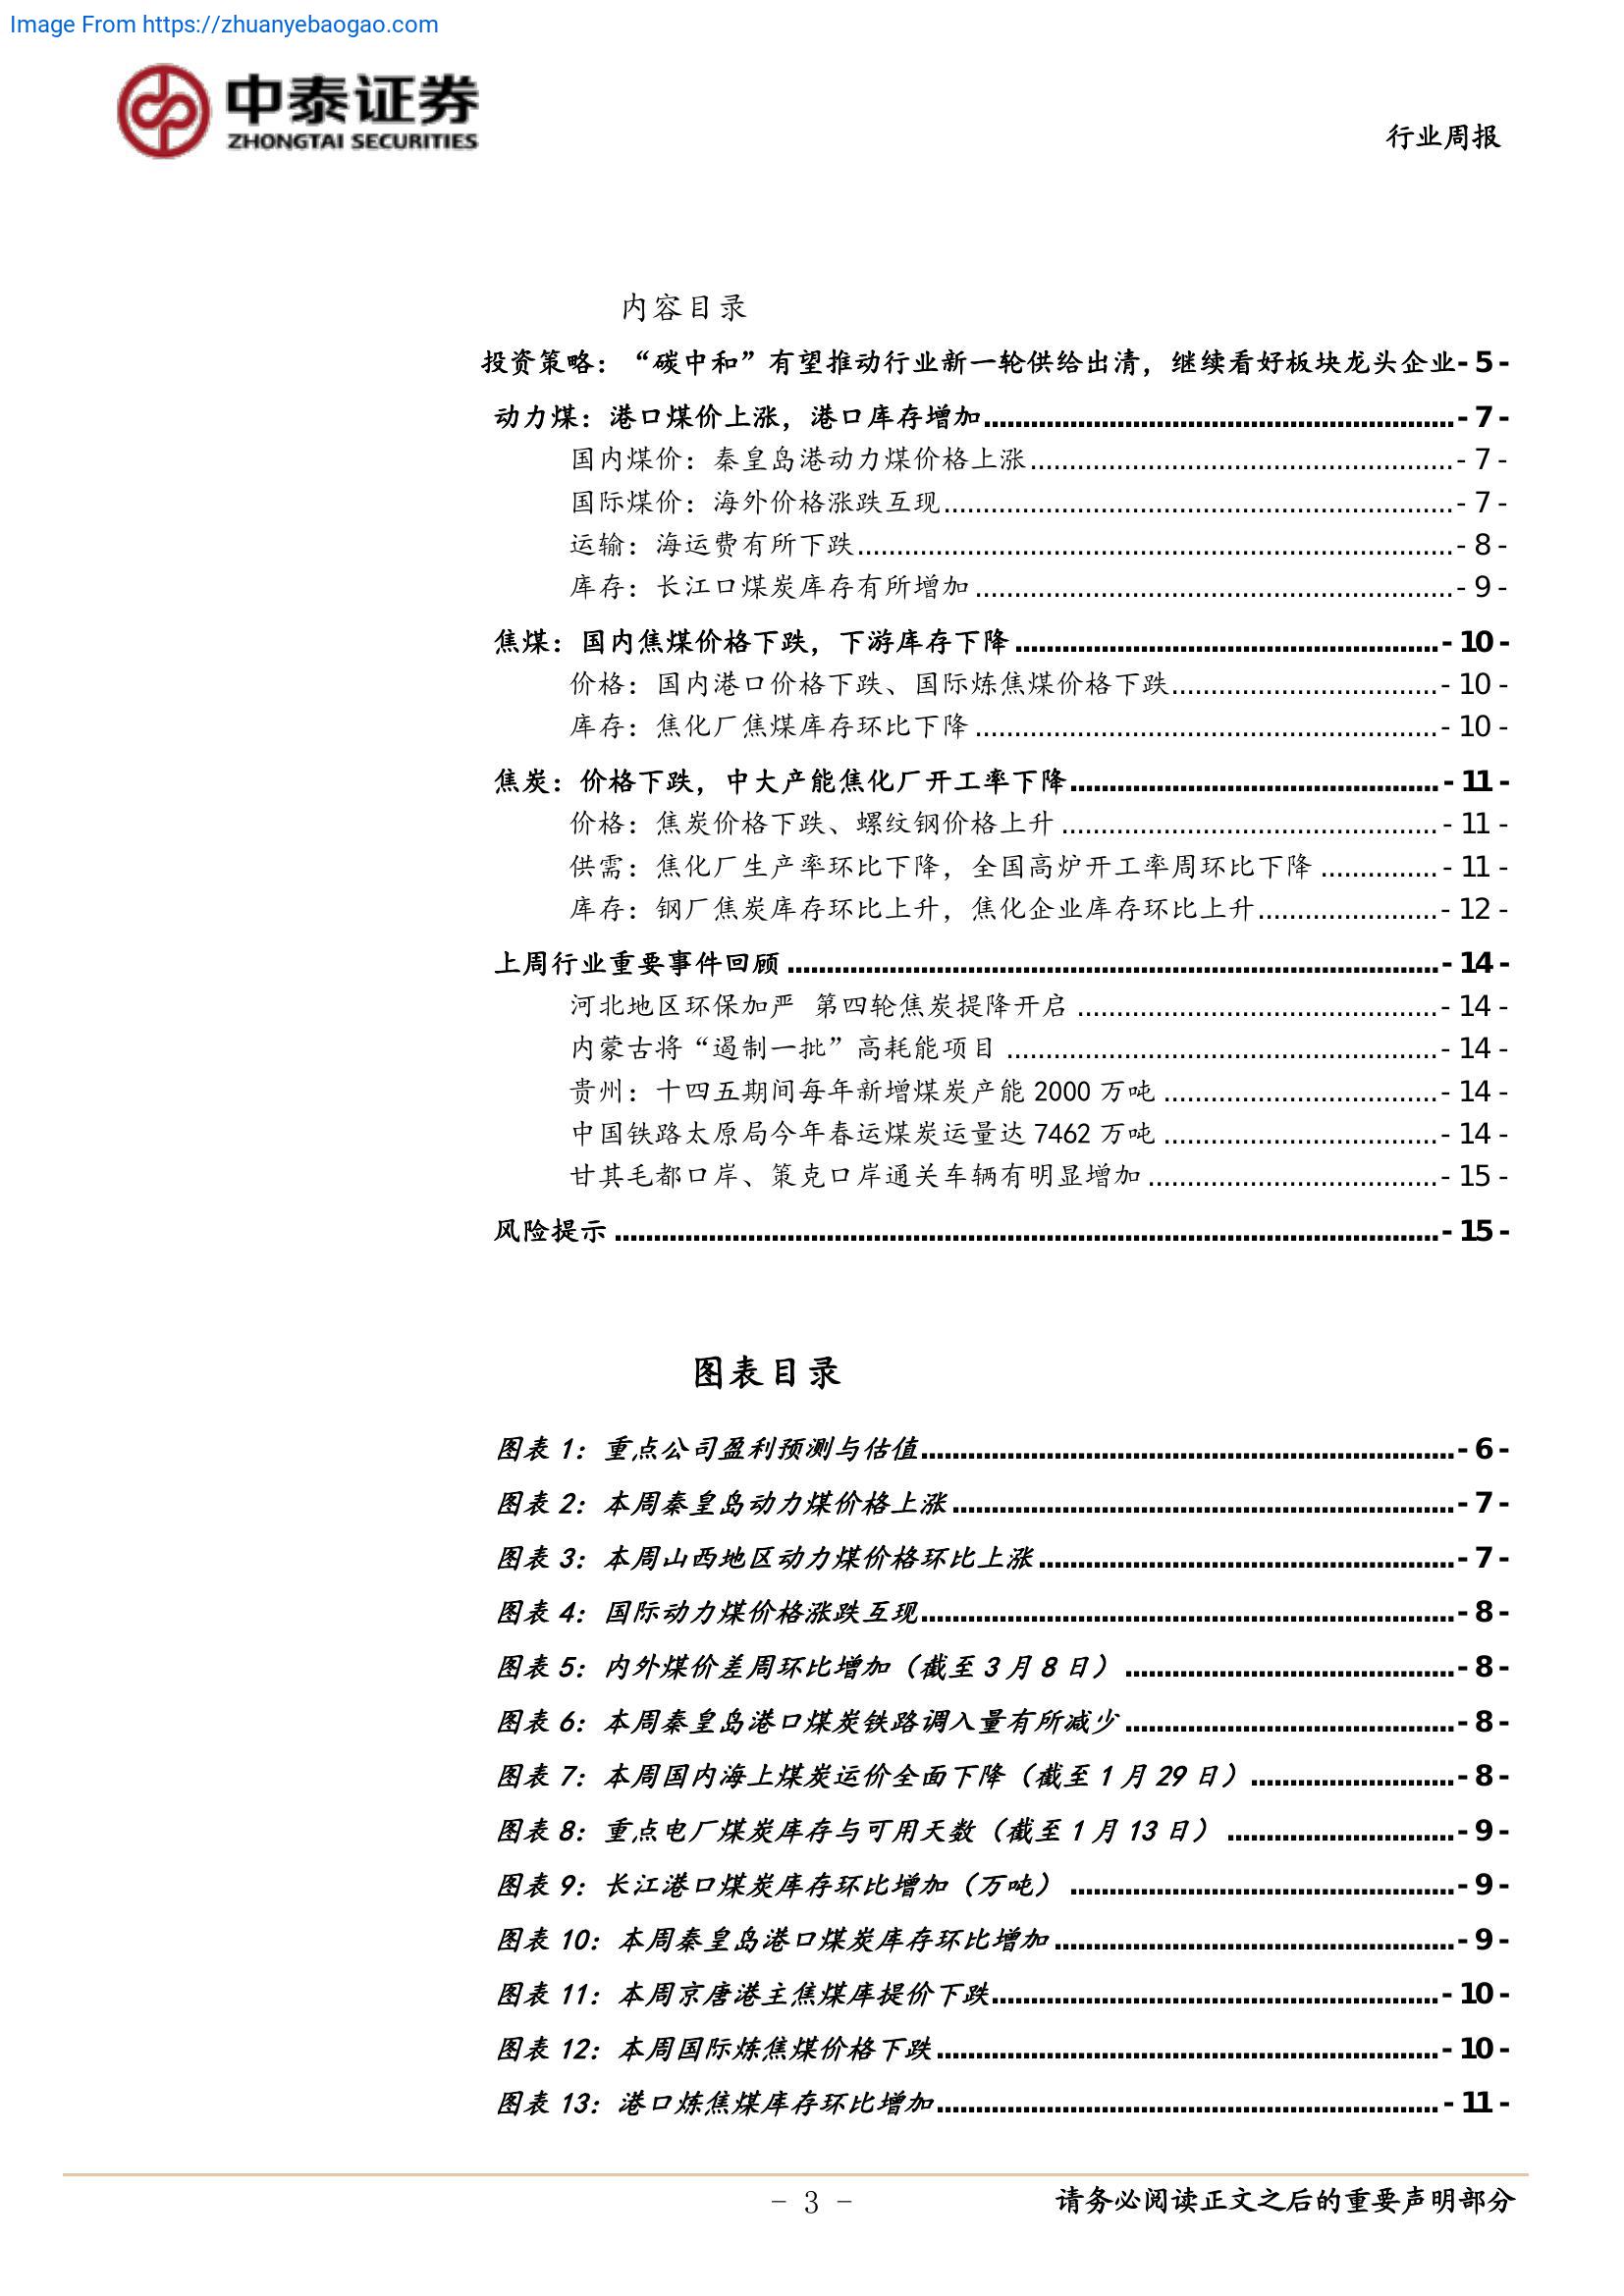 Image From https://zhuanyebaogao.com
中泰证券
ZHONGTAI SECURITIES
行业周报
内容目录
投资策略：“碳中和”有望推动行业新一轮供给出清，继续看好板块龙头企业- 5 -
动力煤：港口煤价上涨，港口库存增加- 7 -
国内煤价：秦皇岛港动力煤价格上涨- 7 -
国际煤价：海外价格涨跌互现- 7 -
运输：海运费有所下跌- 8 -
库存：长江口煤炭库存有所增加- 9 -
焦煤：国内焦煤价格下跌，下游库存下降- 10 -
价格：国内港口价格下跌、国际炼焦煤价格下跌- 10 -
库存：焦化厂焦煤库存环比下降- 10 -
焦炭：价格下跌，中大产能焦化厂开工率下降- 11 -
价格：焦炭价格下跌、螺纹钢价格上升- 11 -
供需：焦化厂生产率环比下降，全国高炉开工率周环比下降- 11 -
库存：钢厂焦炭库存环比上升，焦化企业库存环比上升- 12 -
上周行业重要事件回顾- 14 -
河北地区环保加严 第四轮焦炭提降开启- 14 -
内蒙古将“遏制一批”高耗能项目- 14 -
贵州：十四五期间每年新增煤炭产能 2000 万吨- 14 -
中国铁路太原局今年春运煤炭运量达 7462 万吨- 14 -
甘其毛都口岸、策克口岸通关车辆有明显增加- 15 -
风险提示- 15 -
图表目录
图表 1：重点公司盈利预测与估值- 6 -
图表 2：本周秦皇岛动力煤价格上涨- 7 -
图表 3：本周山西地区动力煤价格环比上涨- 7 -
图表 4：国际动力煤价格涨跌互现- 8 -
图表 5：内外煤价差周环比增加（截至 3 月 8 日）- 8 -
图表 6：本周秦皇岛港口煤炭铁路调入量有所减少- 8 -
图表 7：本周国内海上煤炭运价全面下降（截至 1 月 29 日）- 8 -
图表 8：重点电厂煤炭库存与可用天数（截至 1 月 13 日）- 9 -
图表 9：长江港口煤炭库存环比增加（万吨）- 9 -
图表 10：本周秦皇岛港口煤炭库存环比增加- 9 -
图表 11：本周京唐港主焦煤库提价下跌- 10 -
图表 12：本周国际炼焦煤价格下跌- 10 -
图表 13：港口炼焦煤库存环比增加- 11 -
- 3 -
请务必阅读正文之后的重要声明部分